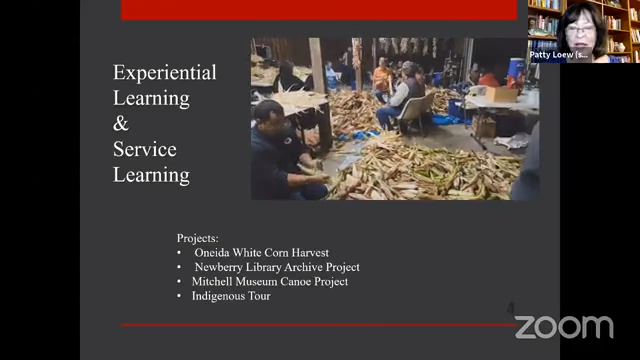 Patty Loew (s...
Experiential
Learning
&
Service
Learning
Projects:
• Oneida White Corn Harvest
• Newberry Library Archive Project
• Mitchell Museum Canoe Project
• Indigenous Tour
4
zoom